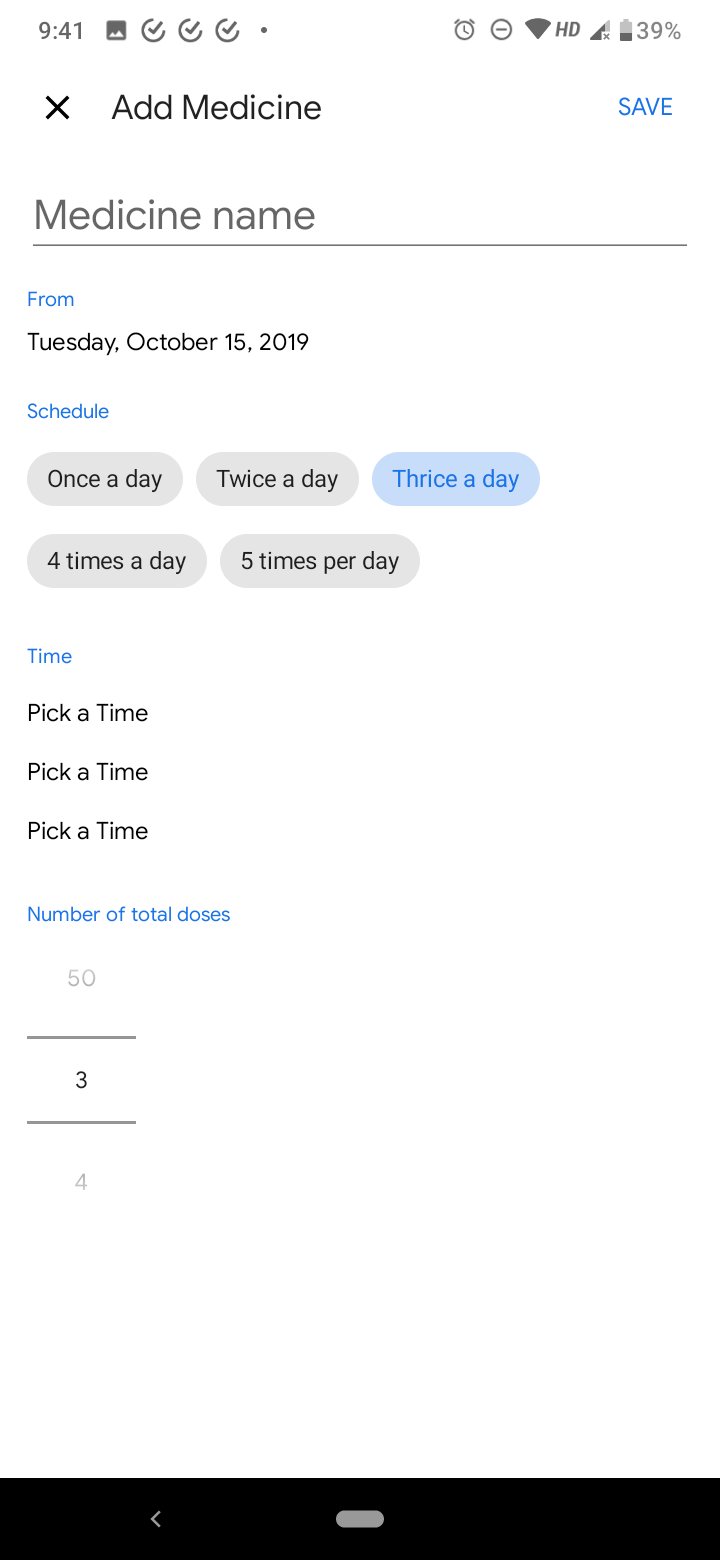 9:41 HD 39%
Add Medicine SAVE
Medicine name
From
Tuesday, October 15, 2019
Schedule
Once a day Twice a day Thrice a day
4 times a day 5 times per day
Time
Pick a Time
Pick a Time
Pick a Time
Number of total doses
50
3
4